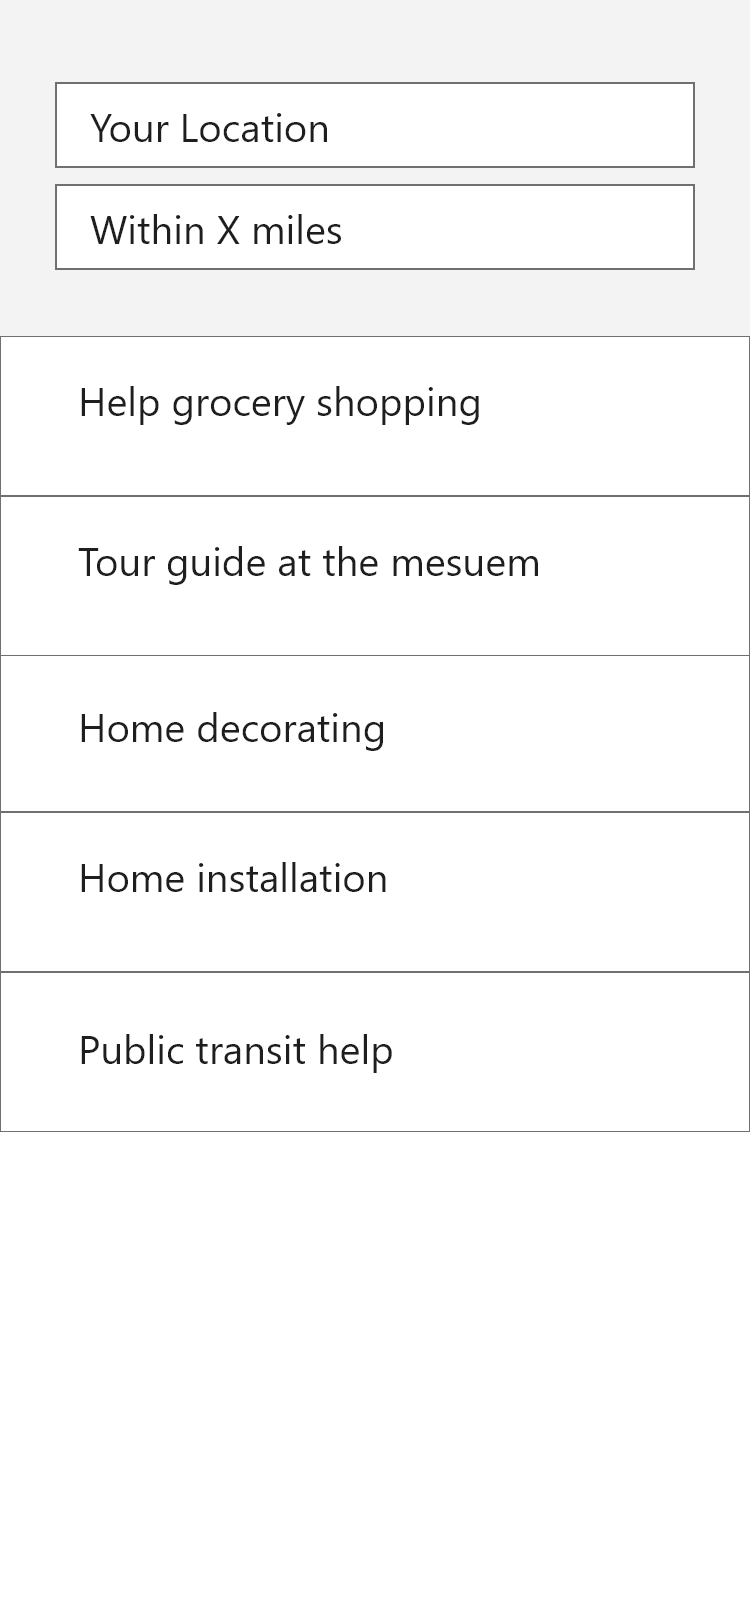 Your Location
Within X miles
Help grocery shopping
Tour guide at the mesuem
Home decorating
Home installation
Public transit help